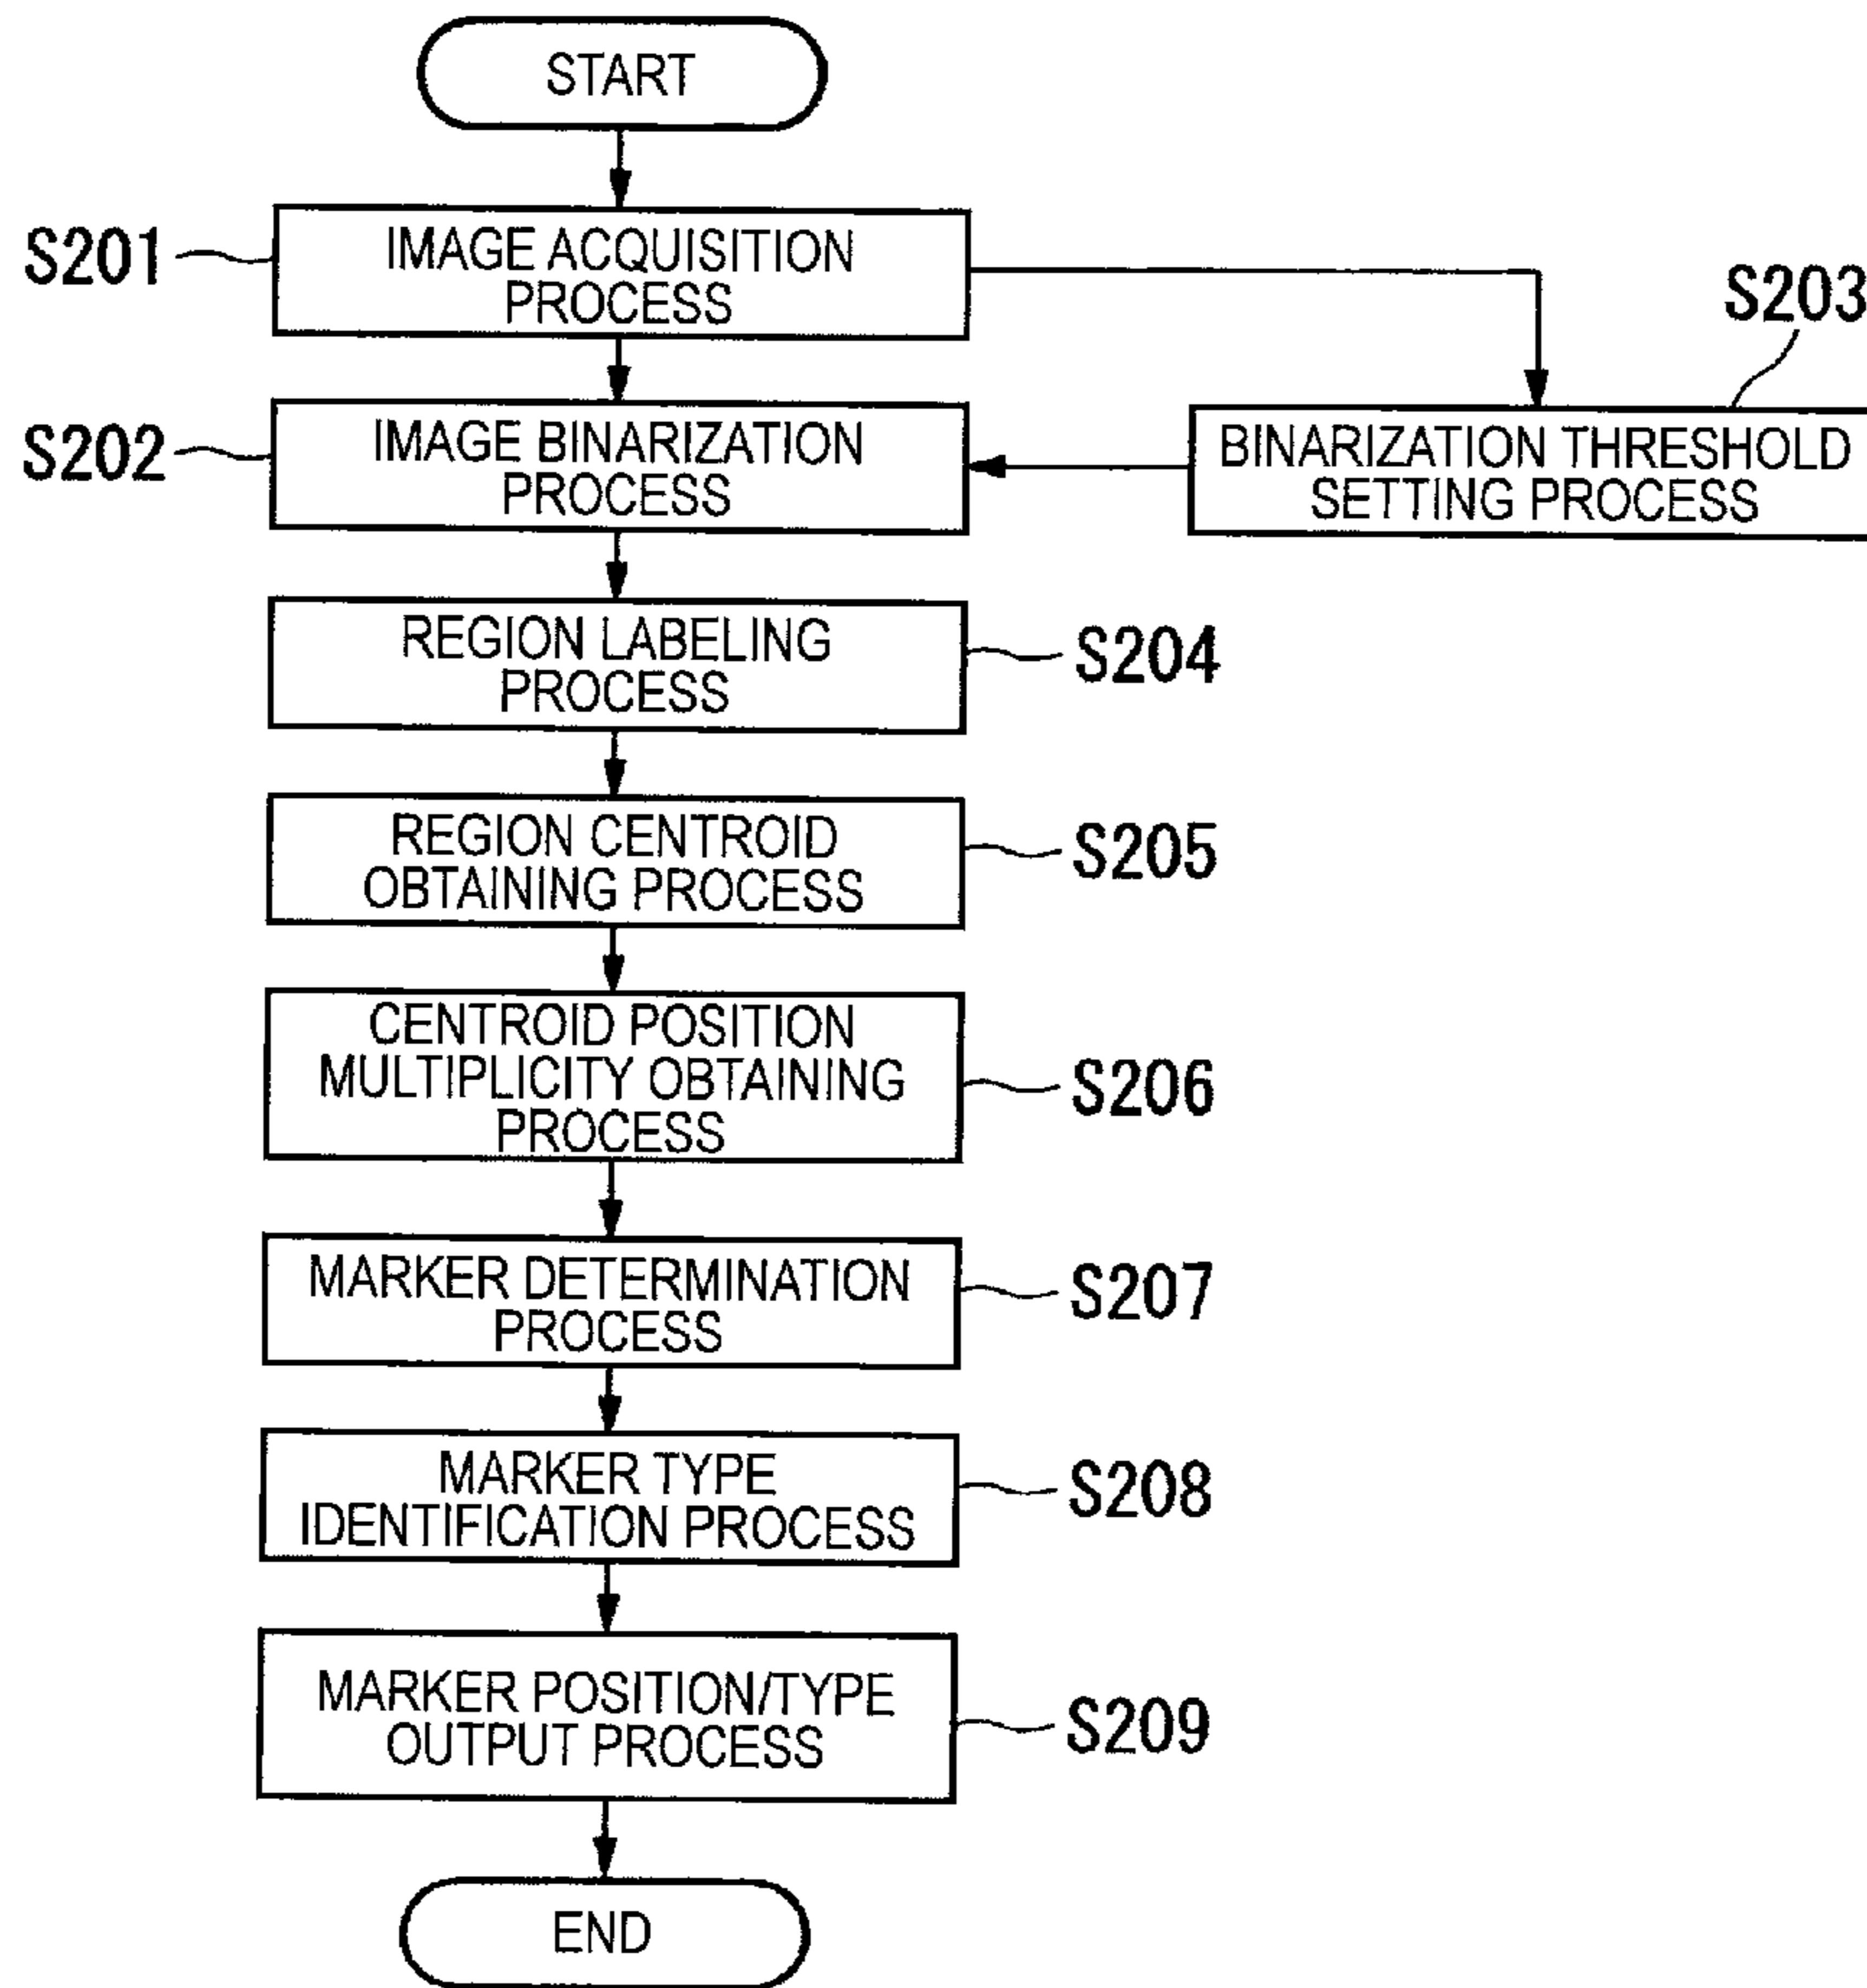 START
S201
IMAGE ACQUISITION
PROCESS
S203
S202
IMAGE BINARIZATION
PROCESS
BINARIZATION THRESHOLD
SETTING PROCESS
REGION LABELING
PROCESS
S204
REGION CENTROID
OBTAINING PROCESS
S205
CENTROID POSITION
MULTIPLICITY OBTAINING
PROCESS
S206
MARKER DETERMINATION
PROCESS
S207
MARKER TYPE
IDENTIFICATION PROCESS
S208
MARKER POSITION/TYPE
OUTPUT PROCESS
S209
END